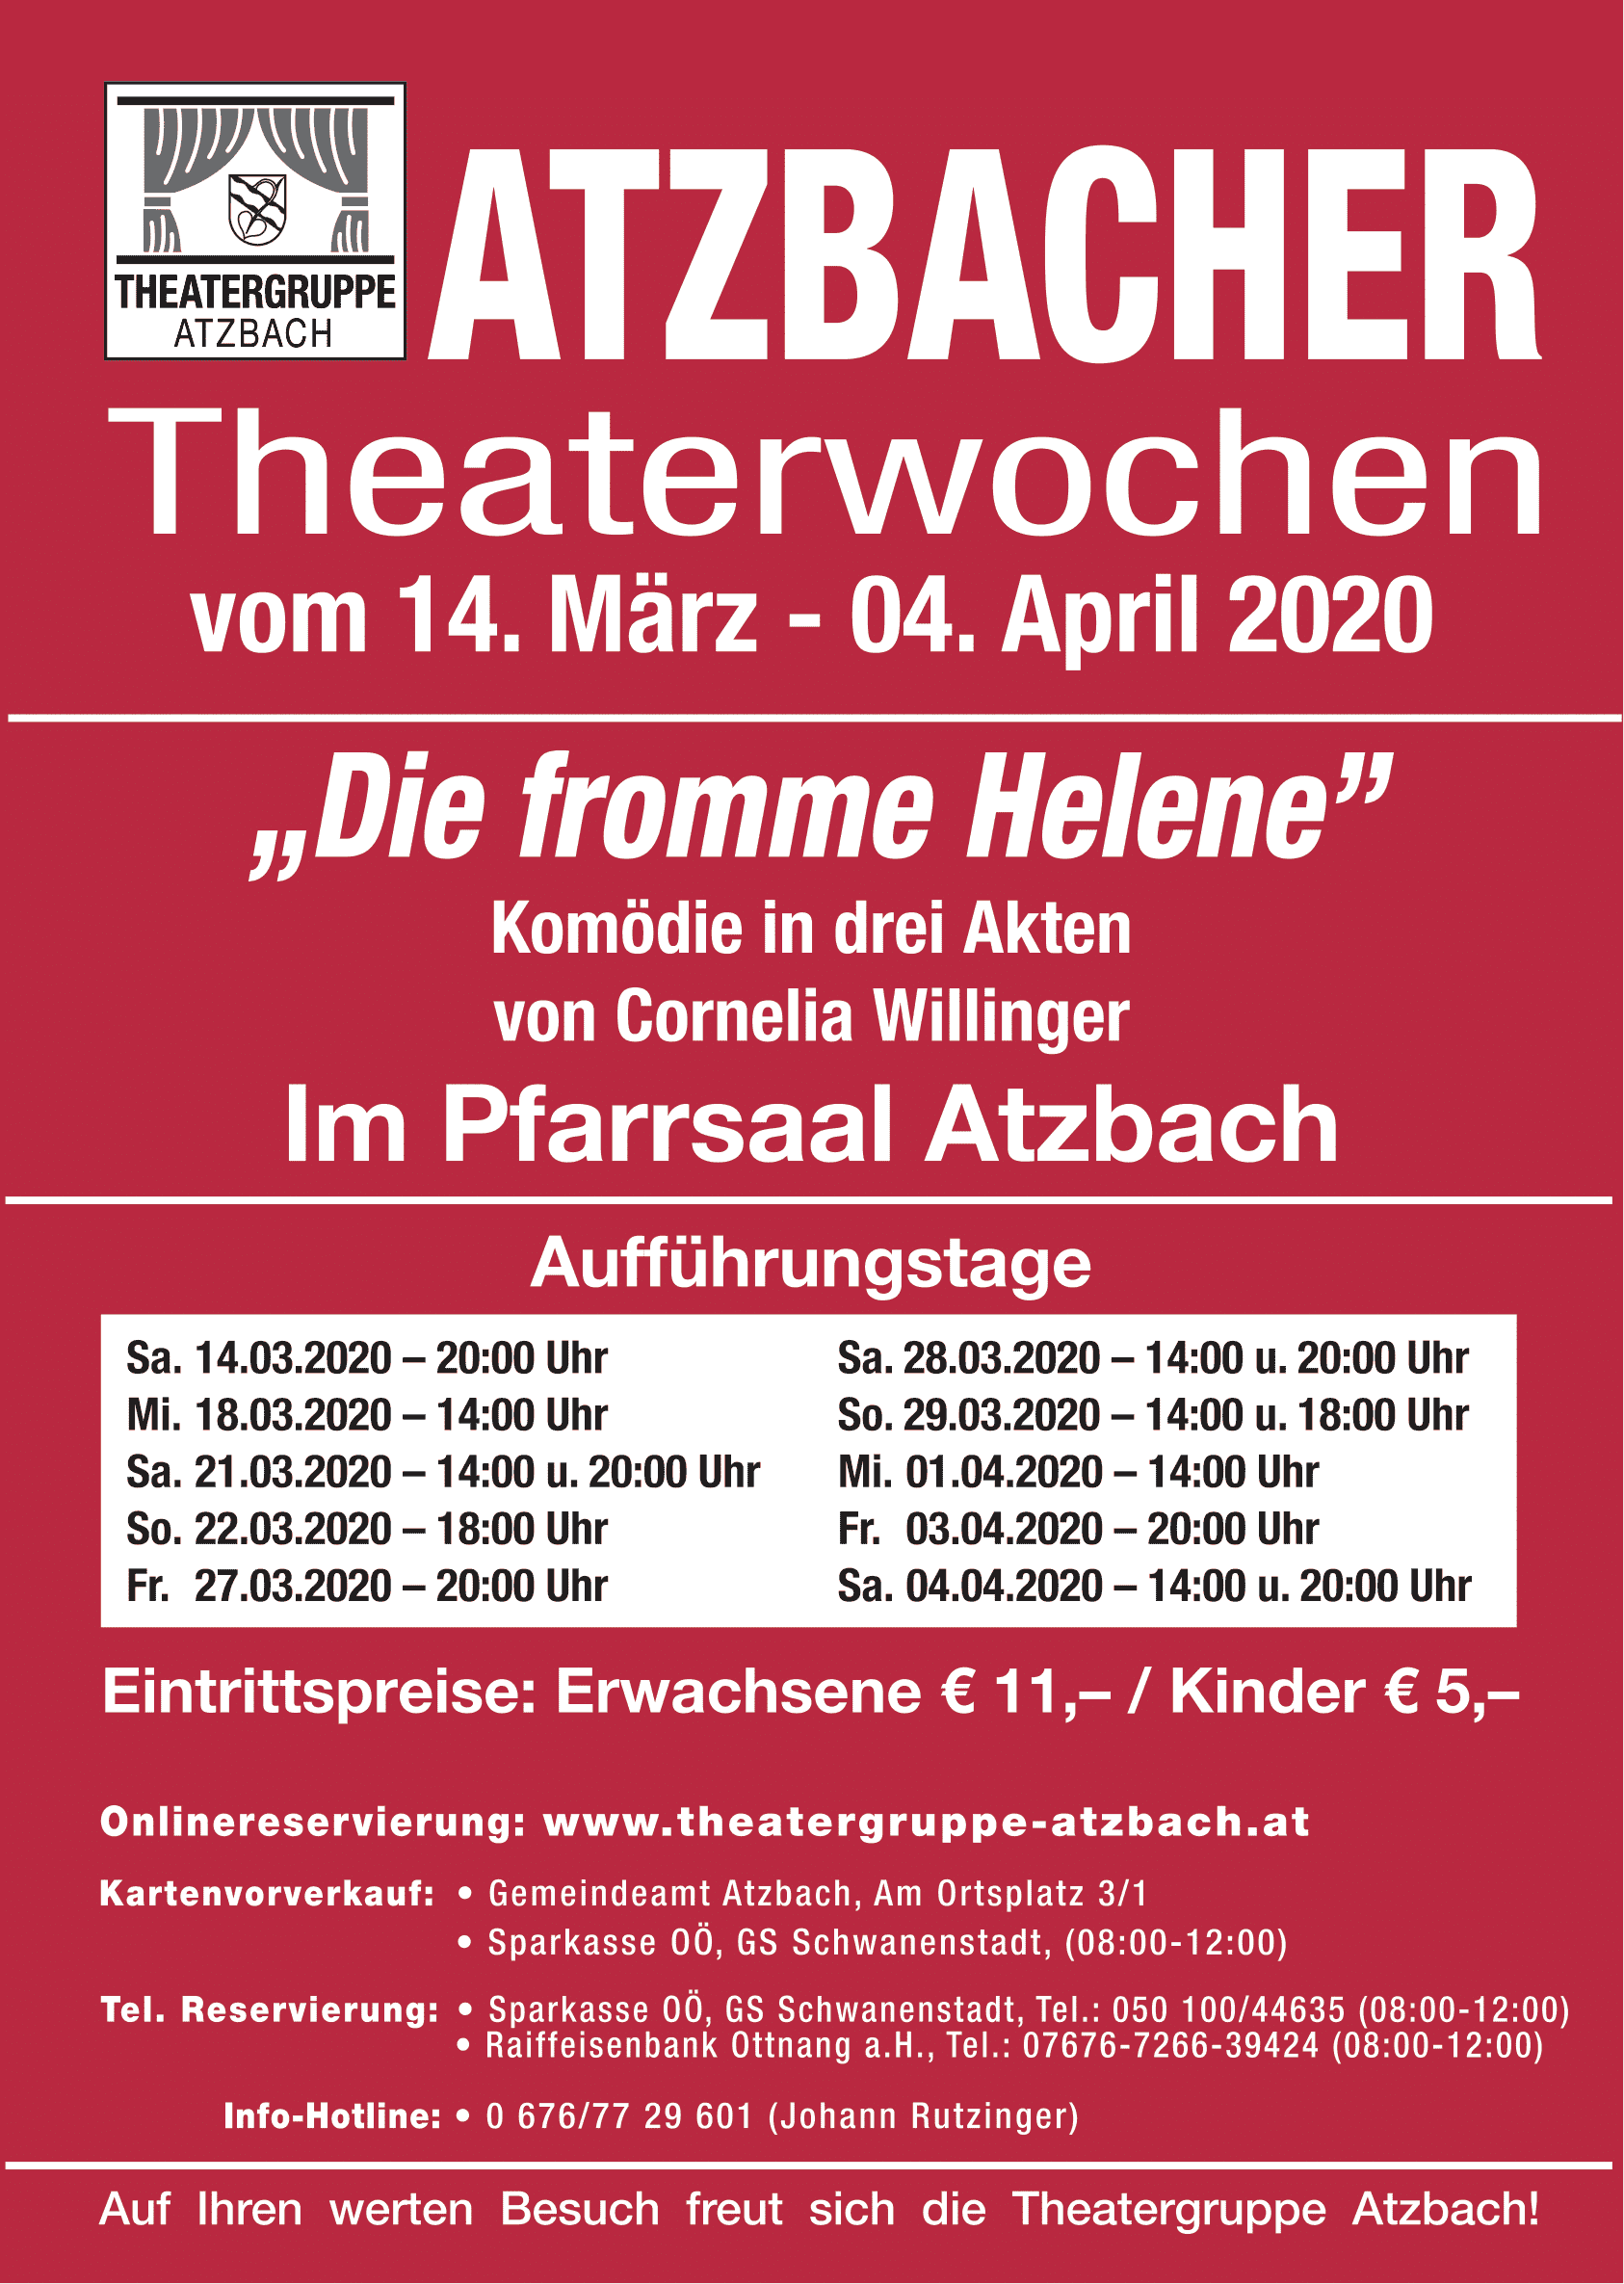 THEATERGRUPPE
ATZBACH
ATZBACHER
Theaterwochen
vom 14. März - 04. April 2020
„Die fromme Helene”
Komödie in drei Akten
von Cornelia Willinger
Im Pfarrsaal Atzbach
Aufführungstage
Sa. 14.03.2020 – 20:00 Uhr
Mi. 18.03.2020 – 14:00 Uhr
Sa. 21.03.2020 – 14:00 u. 20:00 Uhr
So. 22.03.2020 – 18:00 Uhr
Fr. 27.03.2020 – 20:00 Uhr
Sa. 28.03.2020 – 14:00 u. 20:00 Uhr
So. 29.03.2020 – 14:00 u. 18:00 Uhr
Mi. 01.04.2020 – 14:00 Uhr
Fr. 03.04.2020 – 20:00 Uhr
Sa. 04.04.2020 – 14:00 u. 20:00 Uhr
Eintrittspreise: Erwachsene € 11,– / Kinder € 5,–
Onlinereservierung: www.theatergruppe-atzbach.at
Kartenvorverkauf: • Gemeindeamt Atzbach, Am Ortsplatz 3/1
• Sparkasse OÖ, GS Schwanenstadt, (08:00-12:00)
Tel. Reservierung: • Sparkasse OÖ, GS Schwanenstadt, Tel.: 050 100/44635 (08:00-12:00)
• Raiffeisenbank Ottnang a.H., Tel.: 07676-7266-39424 (08:00-12:00)
Info-Hotline: • 0 676/77 29 601 (Johann Rutzinger)
Auf Ihren werten Besuch freut sich die Theatergruppe Atzbach!